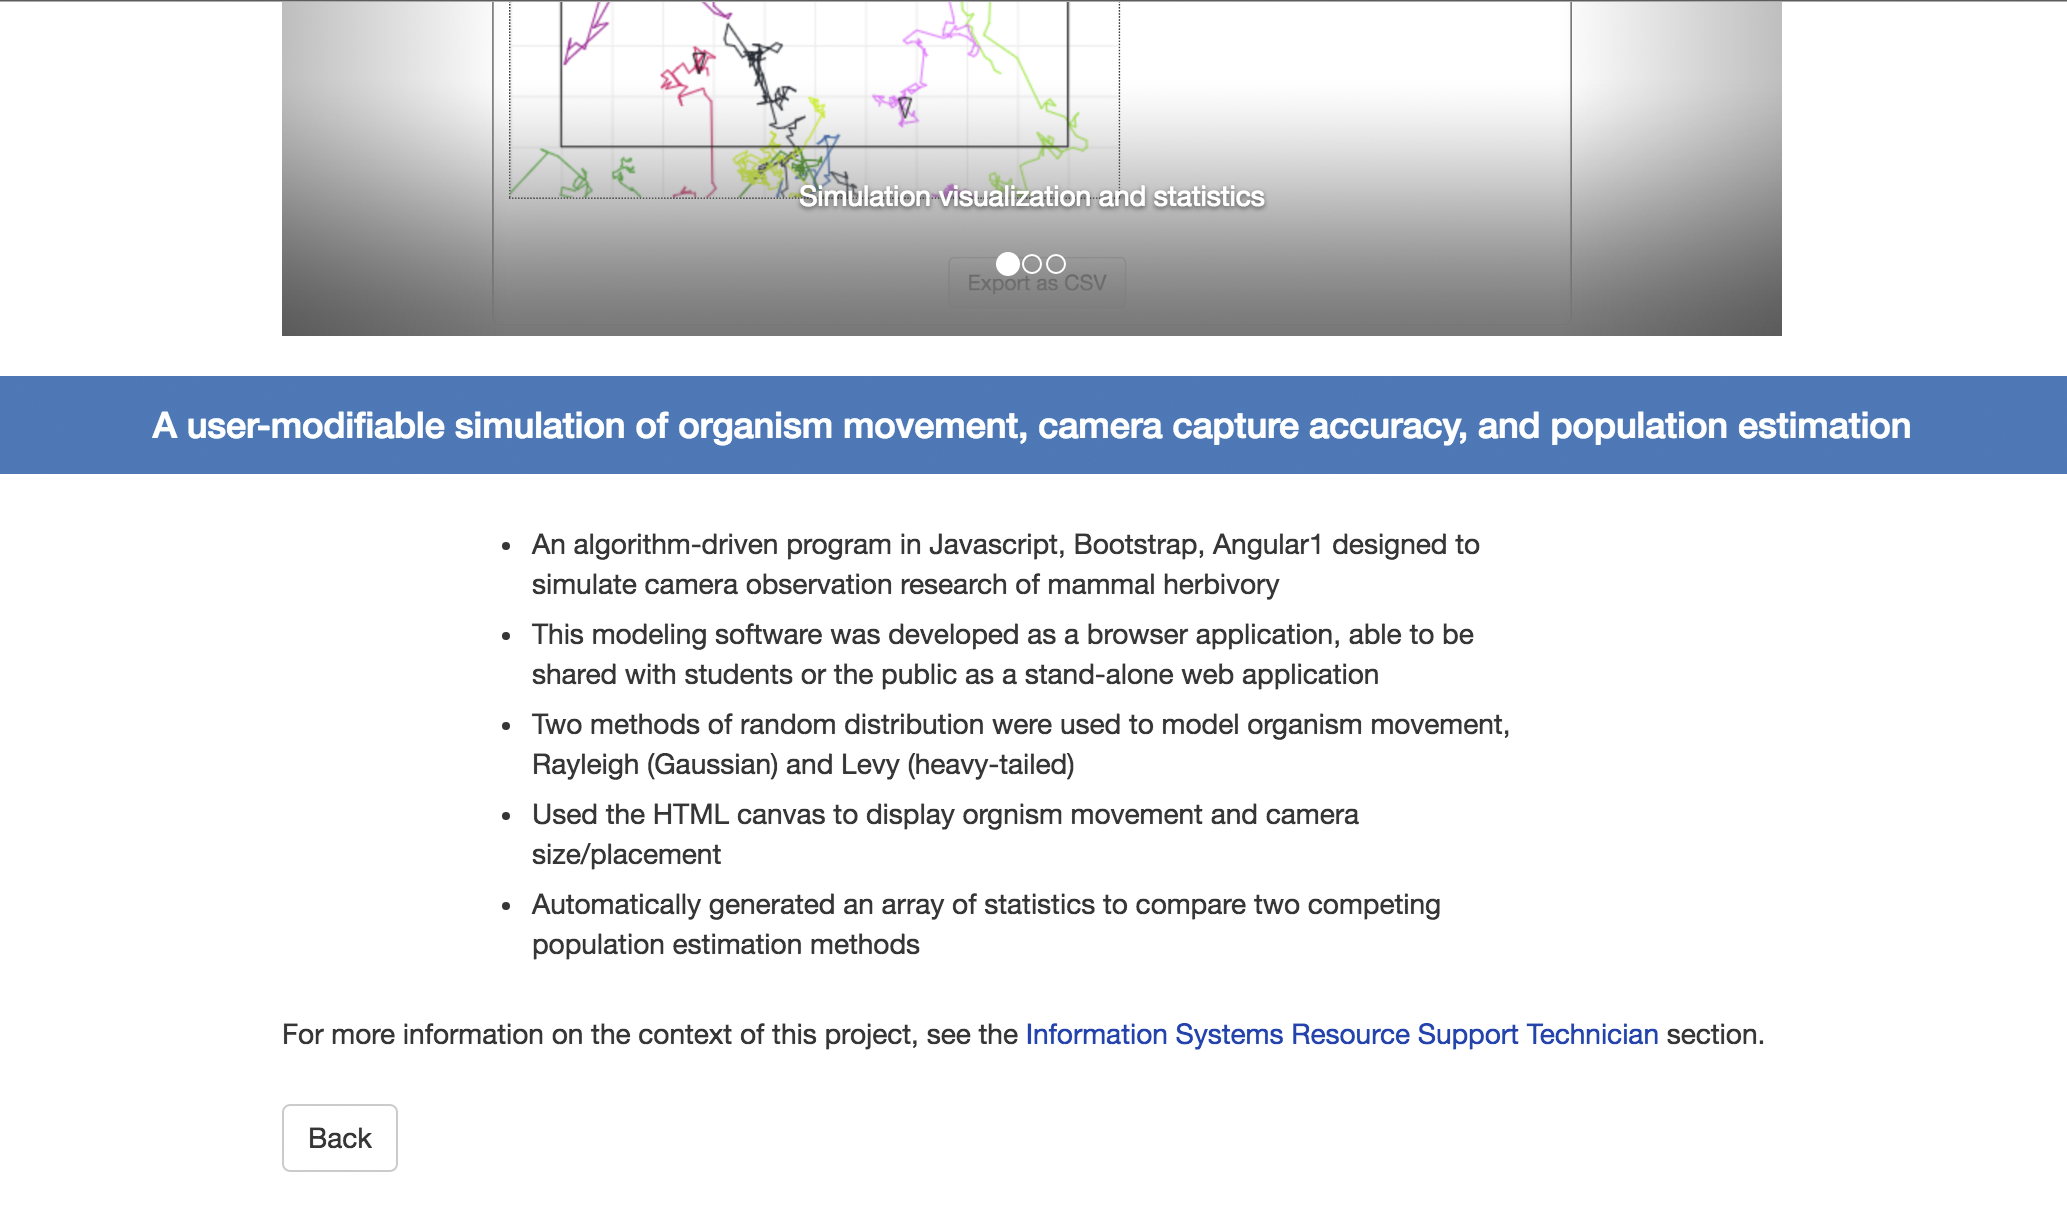 Simulation visualization and statistics
Export as CSV
A user-modifiable simulation of organism movement, camera capture accuracy, and population estimation
• An algorithm-driven program in Javascript, Bootstrap, Angular1 designed to
simulate camera observation research of mammal herbivory
• This modeling software was developed as a browser application, able to be
shared with students or the public as a stand-alone web application
• Two methods of random distribution were used to model organism movement,
Rayleigh (Gaussian) and Levy (heavy-tailed)
• Used the HTML canvas to display orgnism movement and camera
size/placement
• Automatically generated an array of statistics to compare two competing
population estimation methods
For more information on the context of this project, see the Information Systems Resource Support Technician section.
Back